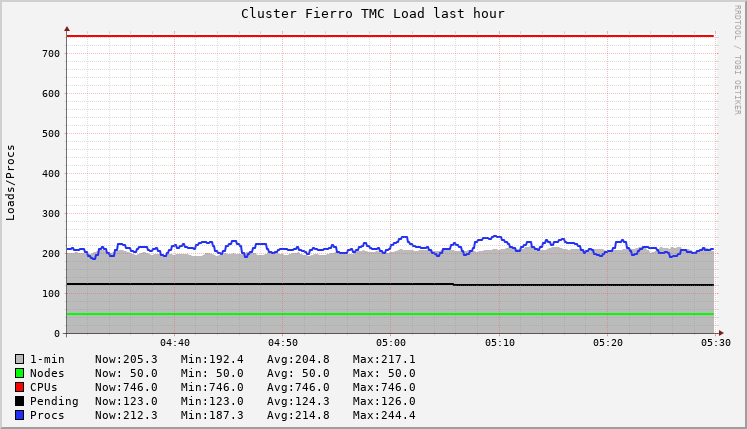 Cluster Fierro TMC Load last hour
RRDTOOL / TOBI OETIKER
Loads/Procs
700
600
500
400
300
200
100
0
04:40 04:50 05:00 05:10 05:20 05:30
1-min Now:205.3 Min:192.4 Avg:204.8 Max:217.1
Nodes Now: 50.0 Min: 50.0 Avg: 50.0 Max: 50.0
CPUs Now:746.0 Min:746.0 Avg:746.0 Max:746.0
Pending Now:123.0 Min:123.0 Avg:124.3 Max:126.0
Procs Now:212.3 Min:187.3 Avg:214.8 Max:244.4